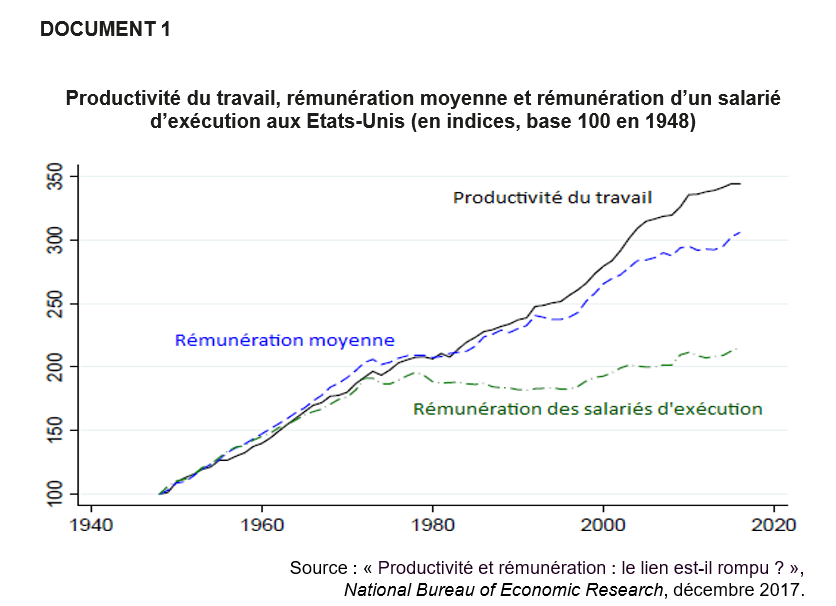 DOCUMENT 1
Productivité du travail, rémunération moyenne et rémunération d'un salarié
d'exécution aux Etats-Unis (en indices, base 100 en 1948)
350
Productivité du travail
300
250
Rémunération moyenne
200
Rémunération des salariés d'exécution
150
100
1940 1960 1980 2000 2020
Source : « Productivité et rémunération : le lien est-il rompu ? »,
National Bureau of Economic Research, décembre 2017.